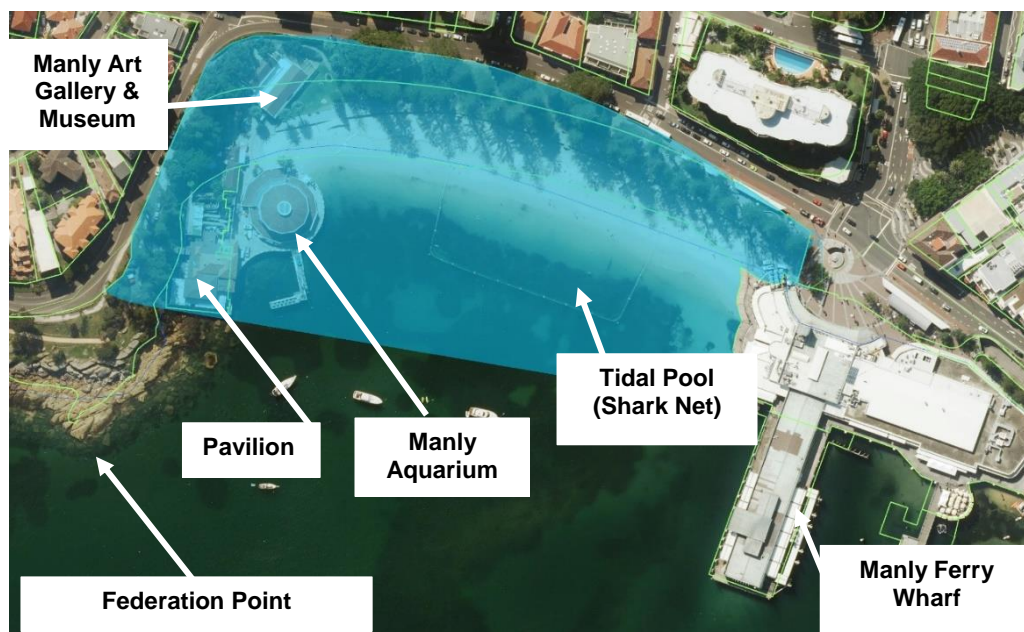 Manly Art
Gallery &
Museum
Tidal Pool
(Shark Net)
Pavilion
Manly
Aquarium
Manly Ferry
Wharf
Federation Point